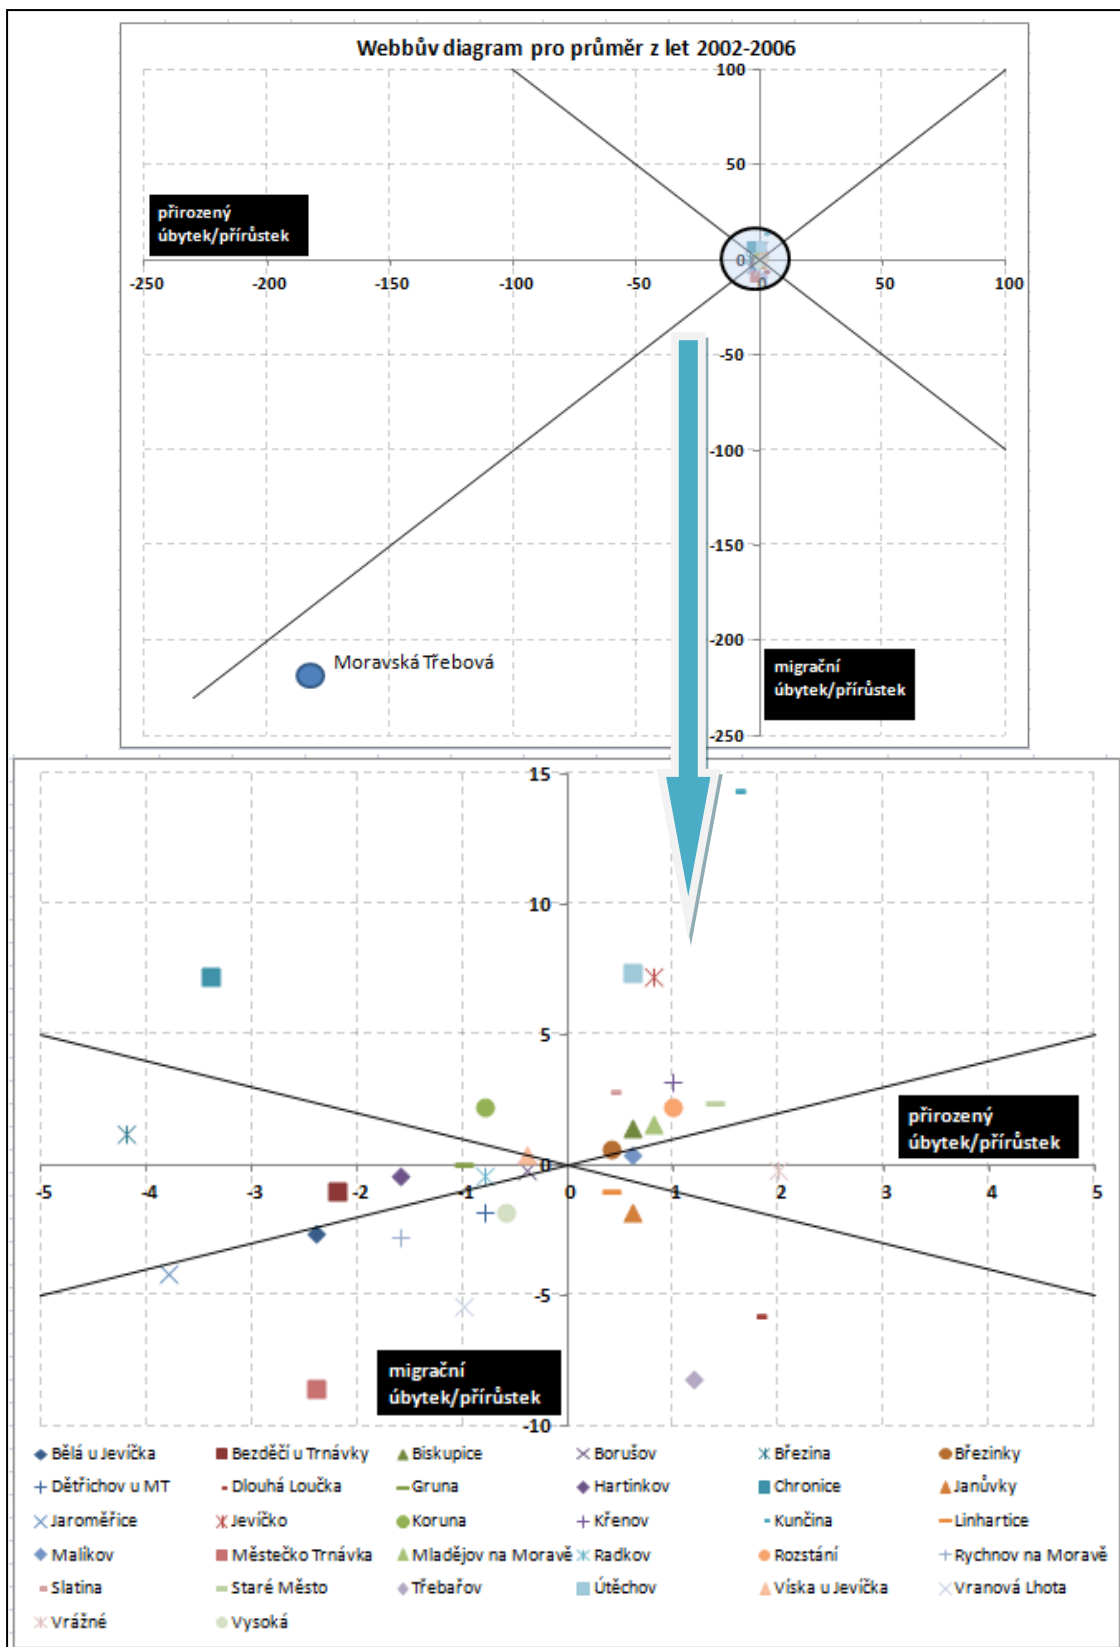 Webbův diagram pro průměr z let 2002-2006
100
50
přirozený
úbytek/přírůstek
0
-250 -200 -150 -100 -50 0 50 100
-50
-100
-150
-200
Moravská Třebová
migrační
úbytek/přírůstek
-250
15
10
5
přirozený
úbytek/přírůstek
0
-5 -4 -3 -2 -1 0 1 2 3 4 5
-5
migrační
úbytek/přírůstek
-10
Bělá u Jevíčka Bezděčí u Trnávky Biskupice Borušov Březina Březinky
Dětřichov u MT Dlouhá Loučka Gruna Hartinkov Chronice Janůvky
Jaroměřice Jevíčko Koruna Křenov Kunčina Linhartice
Malíkov Městečko Trnávka Mladějov na Moravě Radkov Rozstání Rychnov na Moravě
Slatina Staré Město Třebařov Útěchov Víska u Jevíčka Vranová Lhota
Vrážné Vysoká